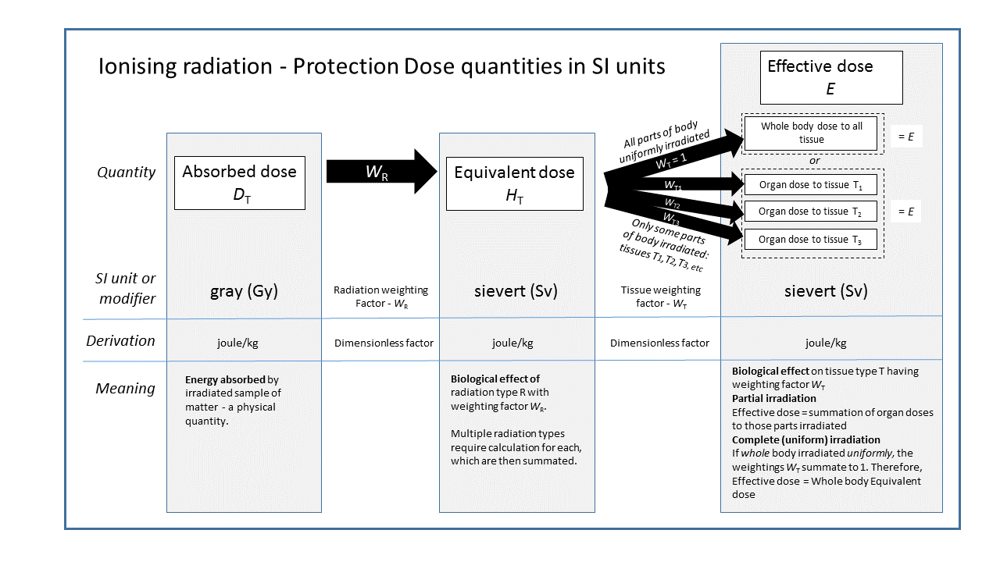 Ionising radiation - Protection Dose quantities in SI units
Effective dose
E
Quantity
Absorbed dose
DT
WR
Equivalent dose
HT
All parts of body
uniformly irradiated
WT = 1
WT1
WT2
WT3
Only some parts
of body irradiated:
tissues T1, T2, T3, etc
Whole body dose to all
tissue
= E
or
Organ dose to tissue T1
Organ dose to tissue T2
Organ dose to tissue T3
= E
SI unit or
modifier
gray (Gy)
Radiation weighting
Factor - WR
sievert (Sv)
Tissue weighting
factor - WT
sievert (Sv)
Derivation
joule/kg
Dimensionless factor
joule/kg
Dimensionless factor
joule/kg
Meaning
Energy absorbed by
irradiated sample of
matter - a physical
quantity.
Biological effect of
radiation type R with
weighting factor WR.
Multiple radiation types
require calculation for each,
which are then summated.
Biological effect on tissue type T having
weighting factor WT
Partial irradiation
Effective dose = summation of organ doses
to those parts irradiated
Complete (uniform) irradiation
If whole body irradiated uniformly, the
weightings WT summate to 1. Therefore,
Effective dose = Whole body Equivalent
dose